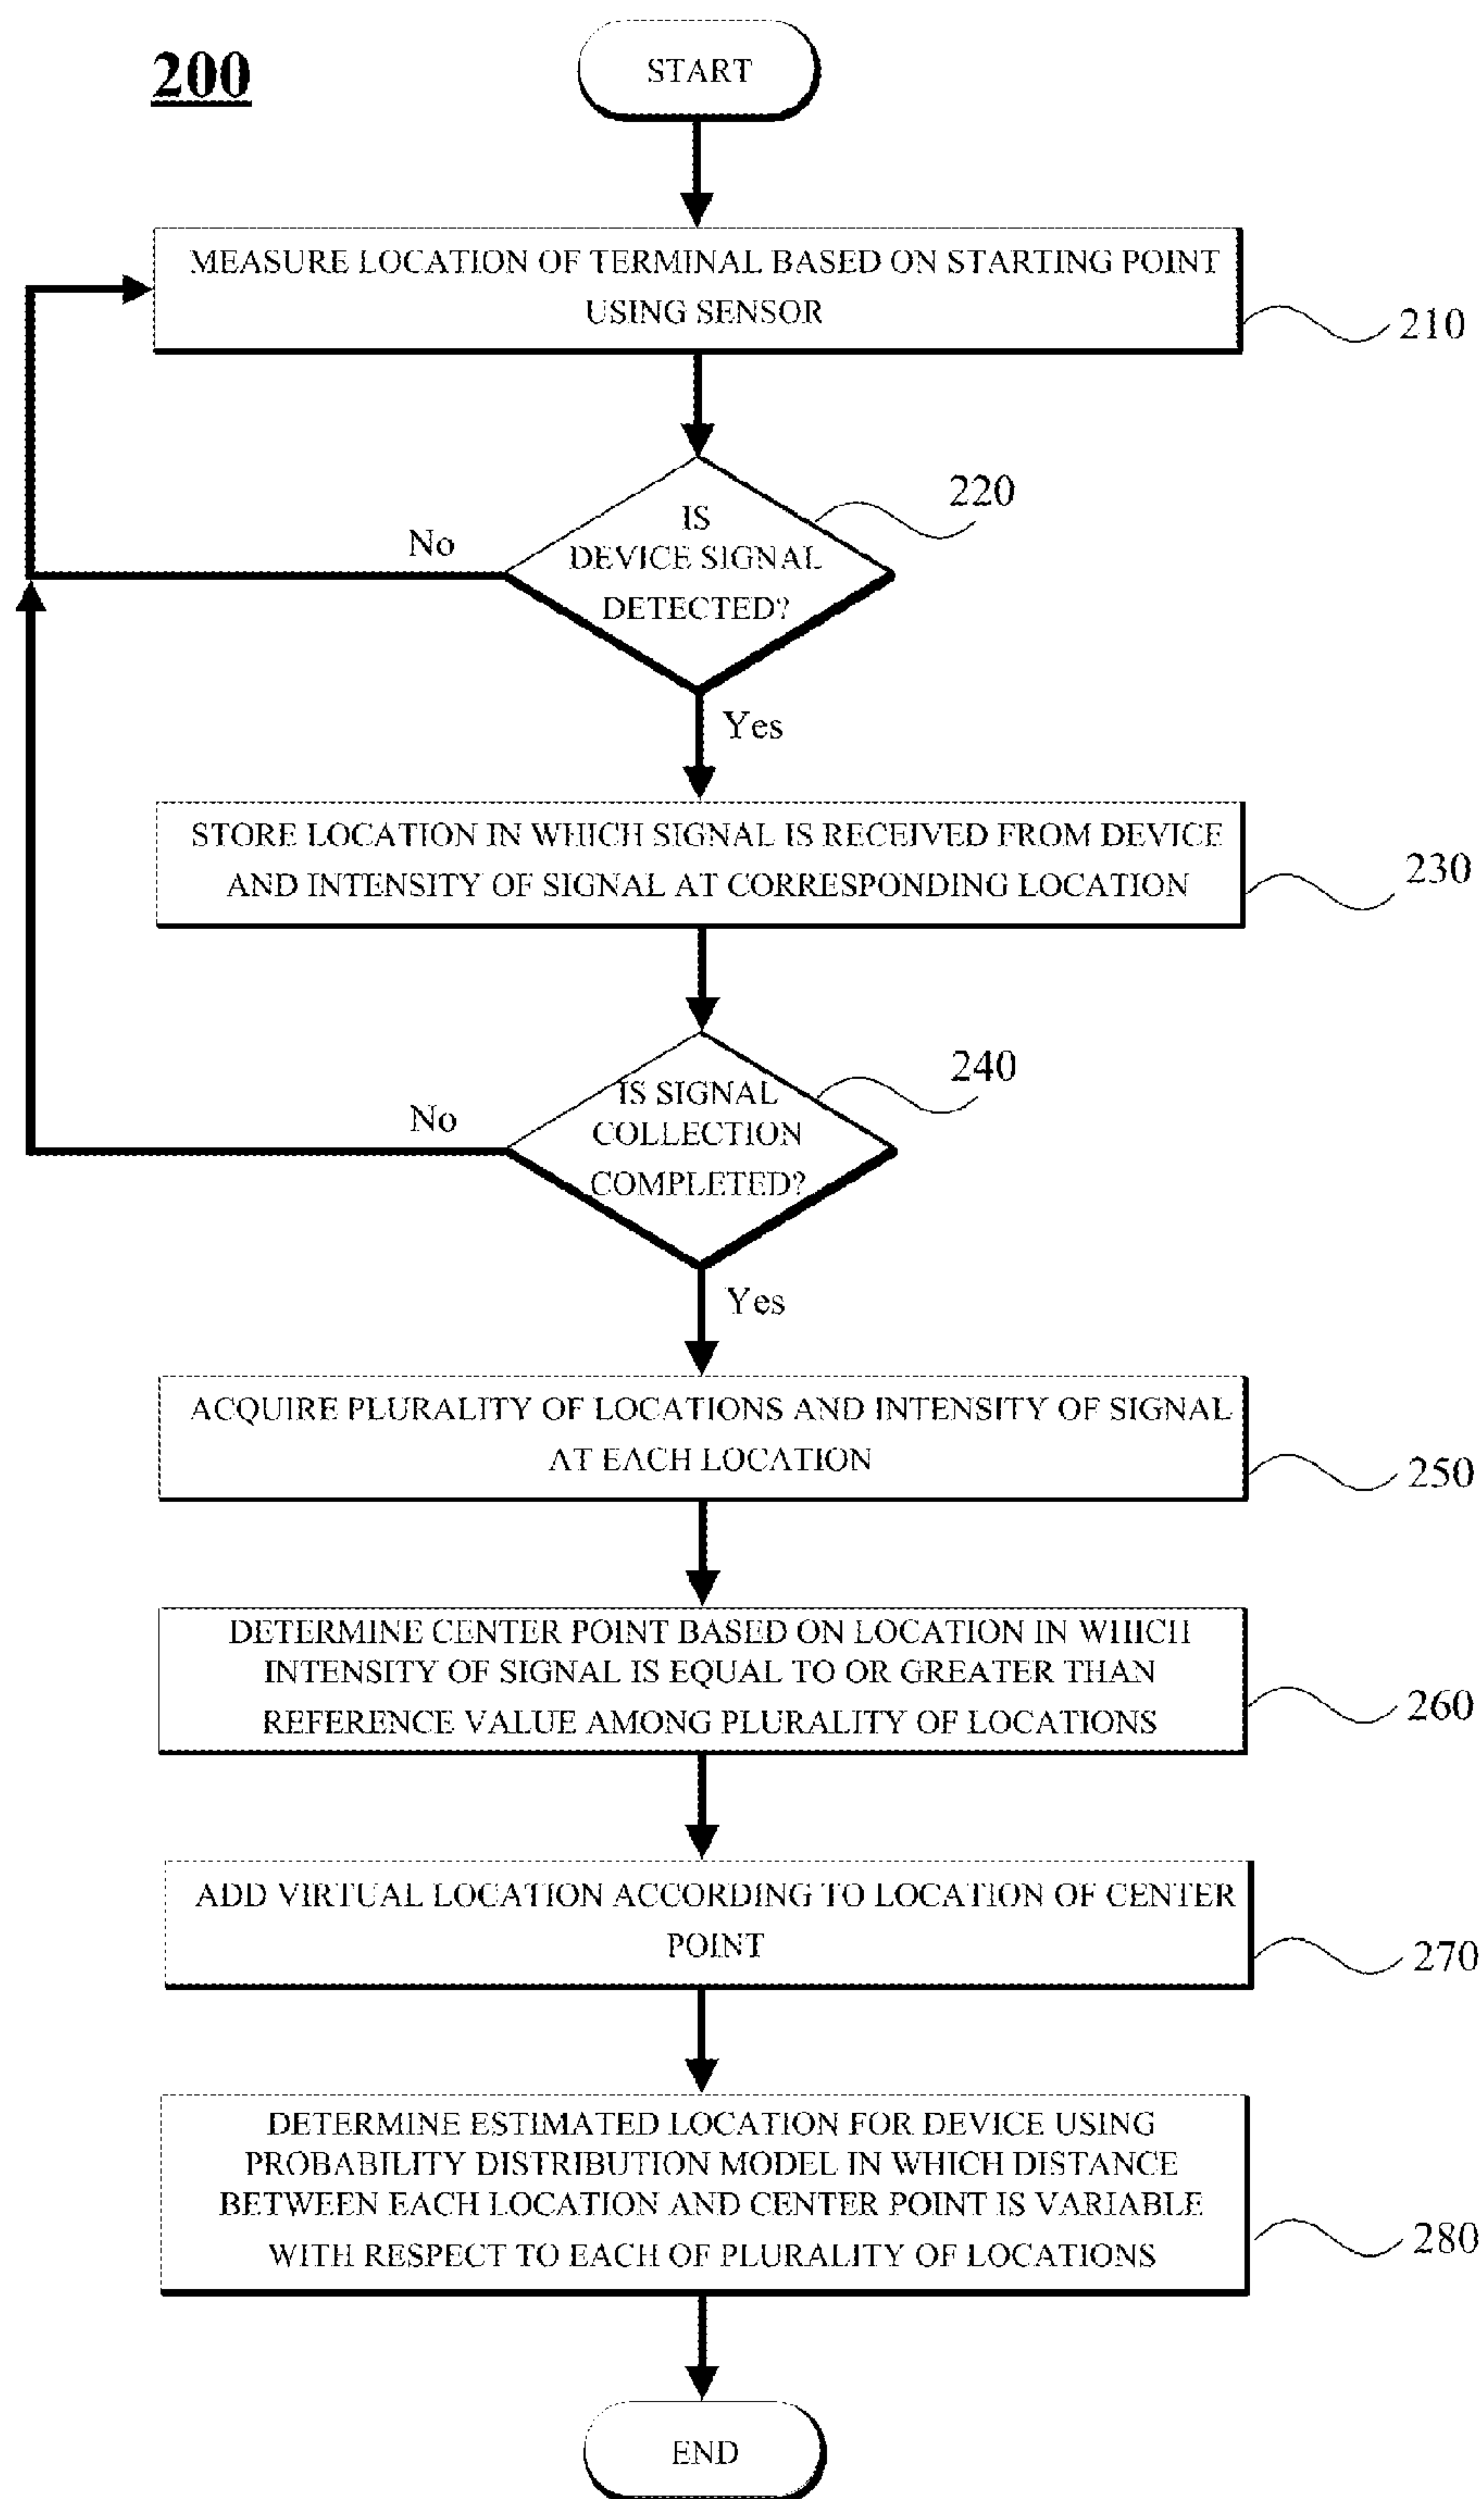 200
START
MEASURE LOCATION OF TERMINAL BASED ON STARTING POINT
USING SENSOR
210
IS
DEVICE SIGNAL
DETECTED?
220
No
Yes
STORE LOCATION IN WHICH SIGNAL IS RECEIVED FROM DEVICE
AND INTENSITY OF SIGNAL AT CORRESPONDING LOCATION
230
IS SIGNAL
COLLECTION
COMPLETED?
240
No
Yes
ACQUIRE PLURALITY OF LOCATIONS AND INTENSITY OF SIGNAL
AT EACH LOCATION
250
DETERMINE CENTER POINT BASED ON LOCATION IN WHICH
INTENSITY OF SIGNAL IS EQUAL TO OR GREATER THAN
REFERENCE VALUE AMONG PLURALITY OF LOCATIONS
260
ADD VIRTUAL LOCATION ACCORDING TO LOCATION OF CENTER
POINT
270
DETERMINE ESTIMATED LOCATION FOR DEVICE USING
PROBABILITY DISTRIBUTION MODEL IN WHICH DISTANCE
BETWEEN EACH LOCATION AND CENTER POINT IS VARIABLE
WITH RESPECT TO EACH OF PLURALITY OF LOCATIONS
280
END